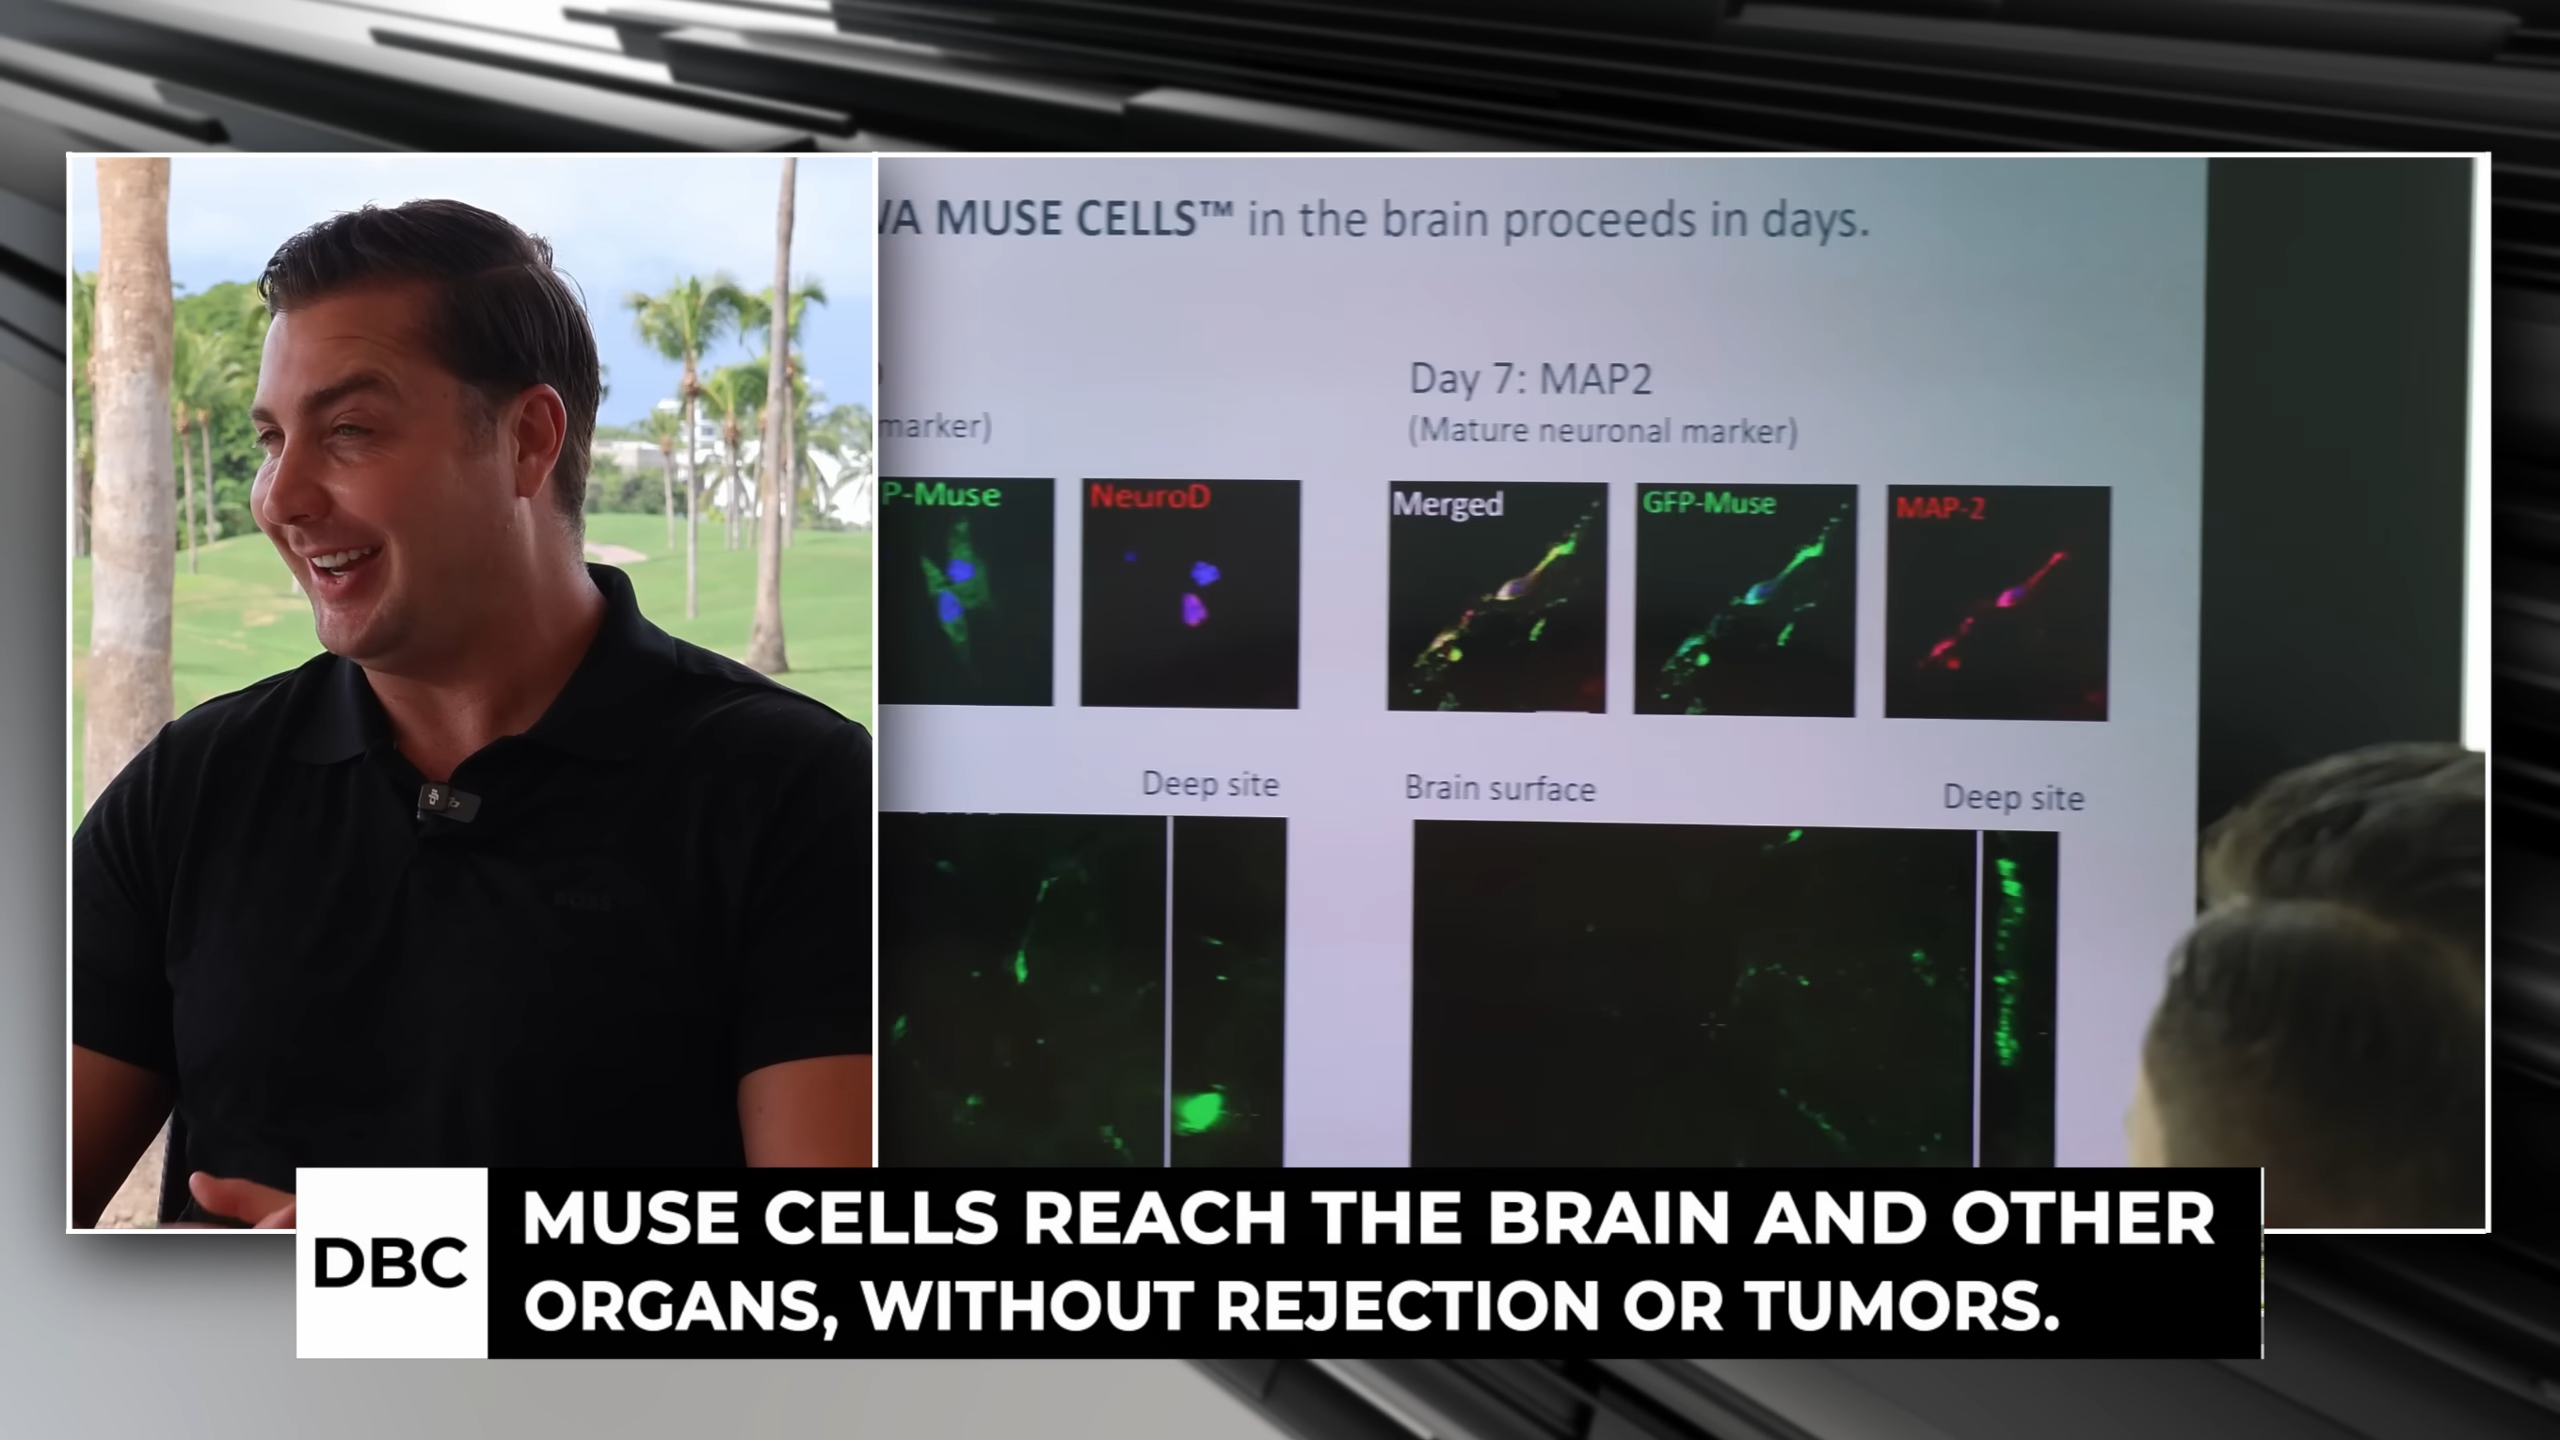 VA MUSE CELLS™ in the brain proceeds in days.
marker)
Day 7: MAP2
(Mature neuronal marker)
P-Muse
NeuroD
Merged
GFP-Muse
MAP-2
Deep site
Brain surface
Deep site
DBC
MUSE CELLS REACH THE BRAIN AND OTHER
ORGANS, WITHOUT REJECTION OR TUMORS.